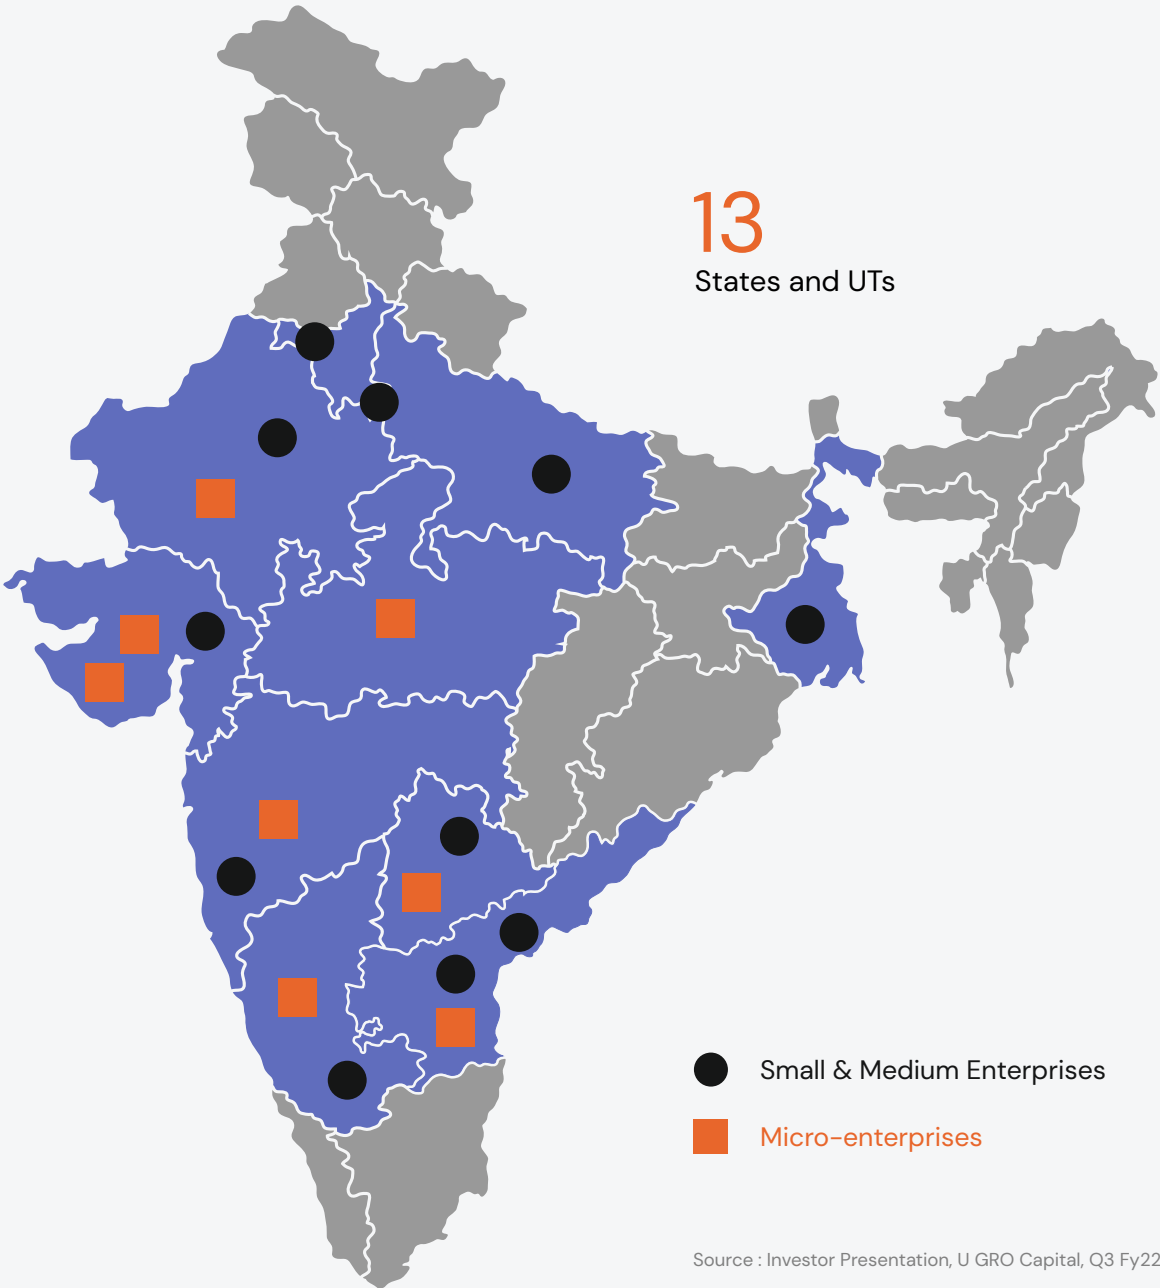 13
States and UTs
Small & Medium Enterprises
Micro-enterprises
Source : Investor Presentation, U GRO Capital, Q3 Fy22